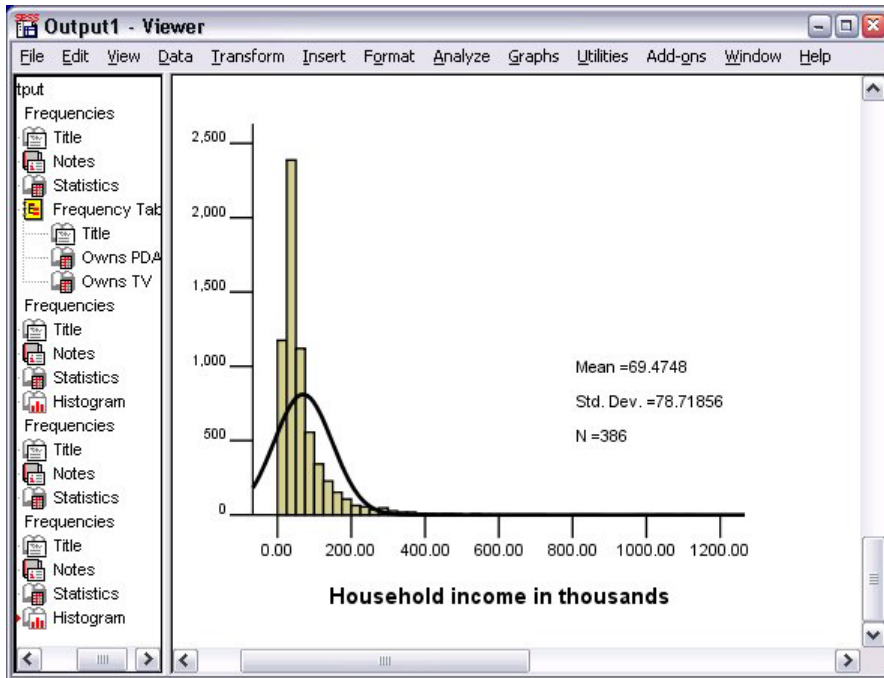 Output1 - Viewer
File Edit View Data Transform Insert Format Analyze Graphs Utilities Add-ons Window Help
tput
Frequencies
Title
Notes
Statistics
Frequency Tab
Title
Owns PDA
Owns TV
Frequencies
Title
Notes
Statistics
Histogram
Frequencies
Title
Notes
Statistics
Frequencies
Title
Notes
Statistics
Histogram
2,500
2,000
1,500
1,000
500
0
Mean =69.4748
Std. Dev. =78.71856
N =386
0.00 200.00 400.00 600.00 800.00 1000.00 1200.00
Household income in thousands